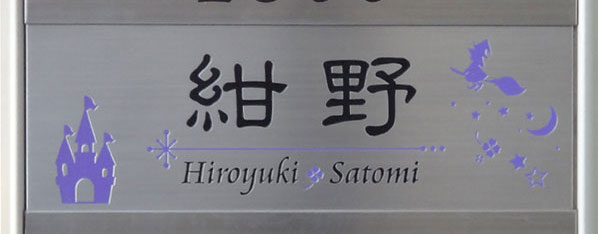 紺野
Hiroyuki Satomi